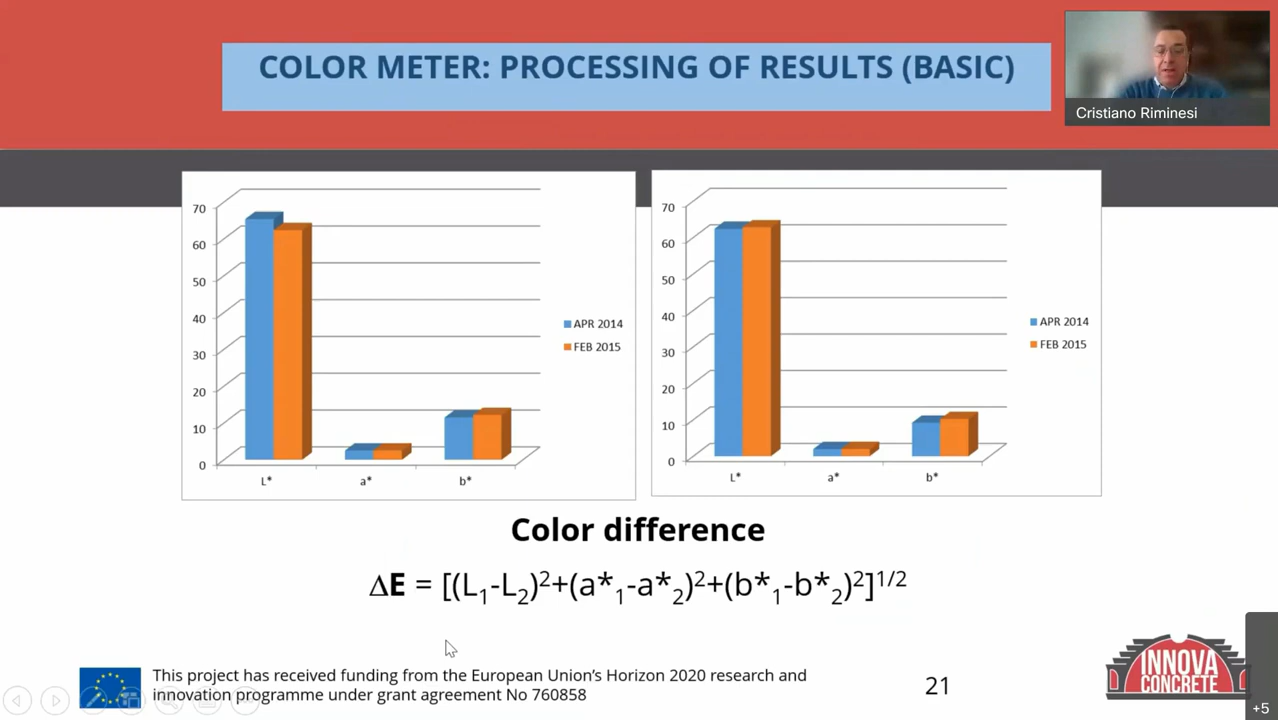 COLOR METER: PROCESSING OF RESULTS (BASIC)
Cristiano Riminesi
70
60
50
40
30
20
10
0
L*
a*
b*
APR 2014
FEB 2015
70
60
50
40
30
20
10
0
L*
a*
b*
APR 2014
FEB 2015
Color difference
ΔE = [(L₁-L₂)²+(a*₁-a*₂)²+(b*₁-b*₂)²]^1/2
This project has received funding from the European Union’s Horizon 2020 research and
innovation programme under grant agreement No 760858
21
INNOVA
CONCRETE
+5